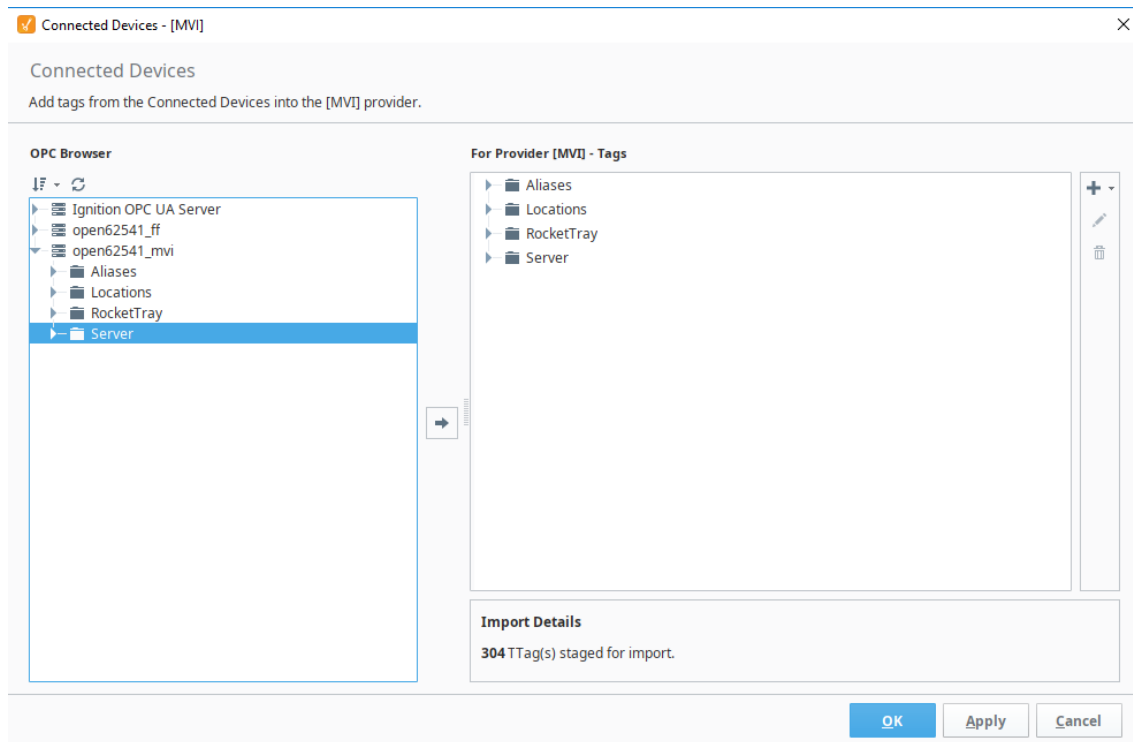 Connected Devices - [MVI]
Connected Devices
Add tags from the Connected Devices into the [MVI] provider.
OPC Browser
Ignition OPC UA Server
open62541_ff
open62541_mvi
Aliases
Locations
RocketTray
Server
For Provider [MVI] - Tags
Aliases
Locations
RocketTray
Server
Import Details
304 TTag(s) staged for import.
OK Apply Cancel